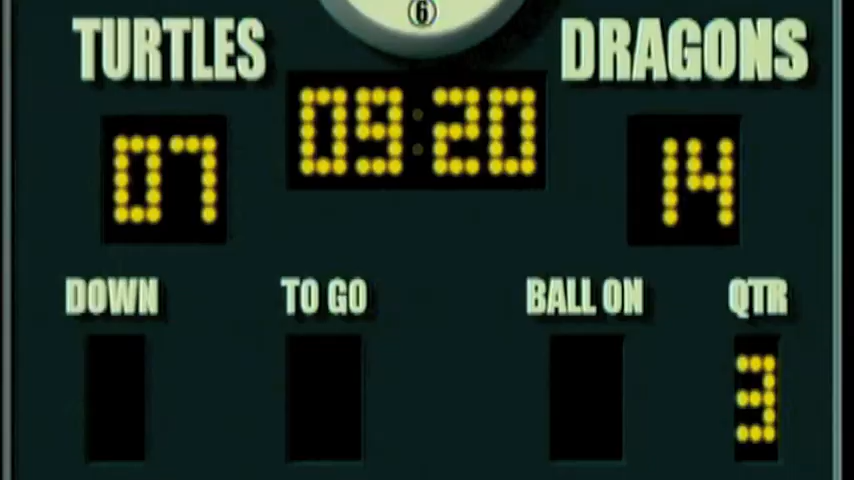 6
TURTLES DRAGONS
09:20
07 14
DOWN TO GO BALL ON QTR
3